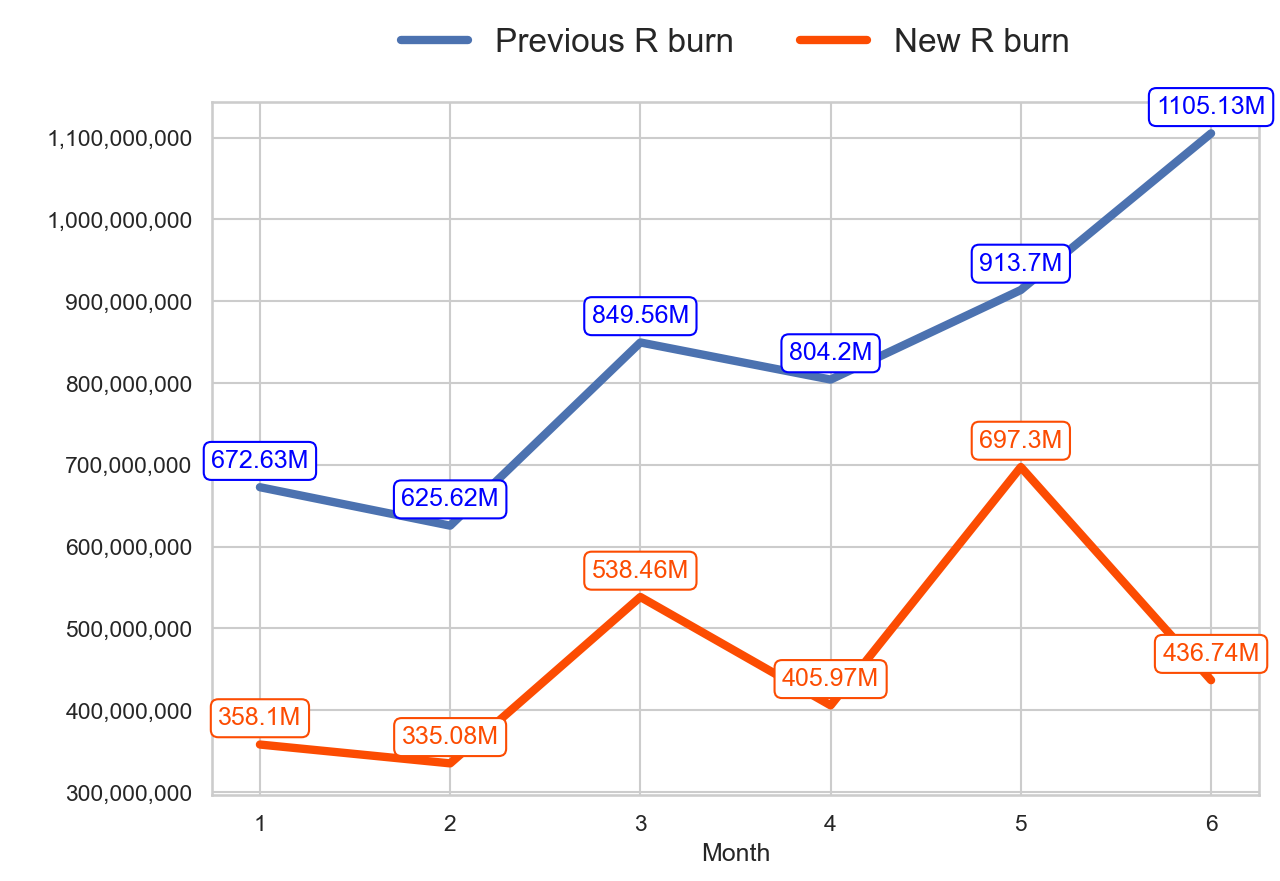 Previous R burn New R burn
1105.13M
1,100,000,000
1,000,000,000
913.7M
900,000,000
849.56M
804.2M
800,000,000
697.3M
672.63M
700,000,000
625.62M
600,000,000
538.46M
500,000,000
436.74M
405.97M
358.1M
400,000,000
335.08M
300,000,000
1 2 3 4 5 6
Month